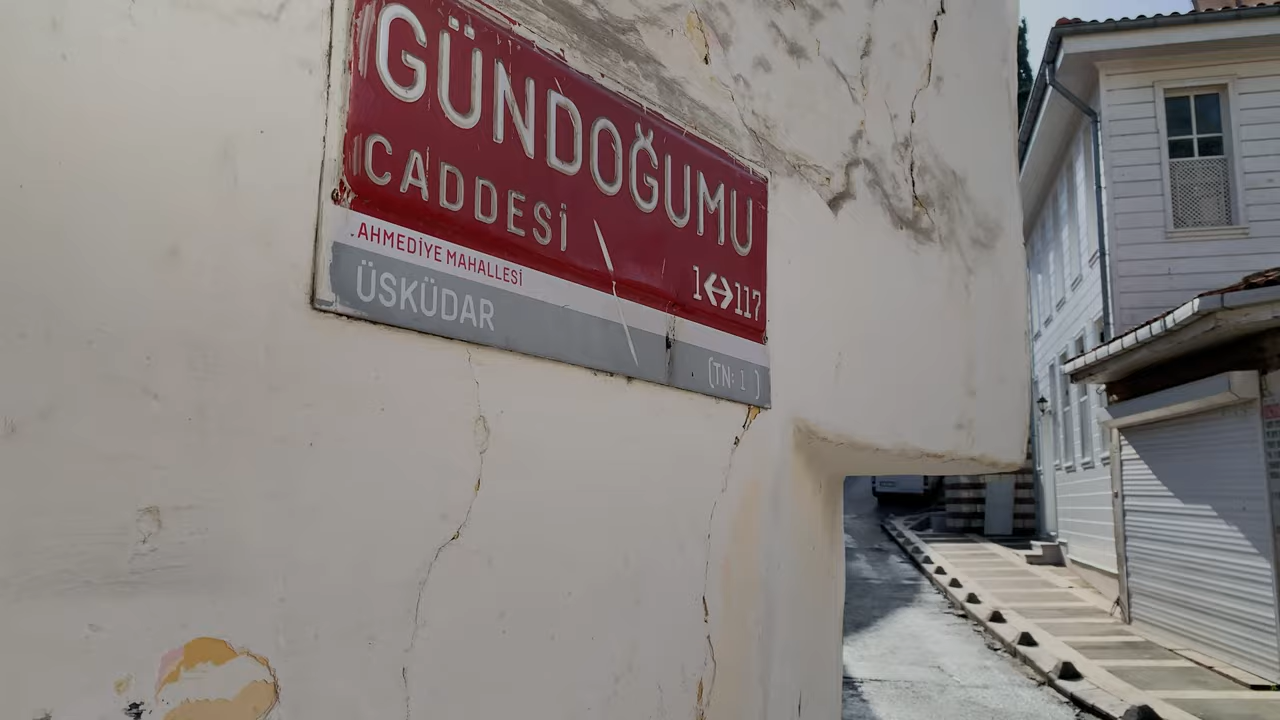 GÜNDOĞUMU
CADDESİ
1↔117
AHMEDİYE MAHALLESİ
ÜSKÜDAR
(TN: 1 )